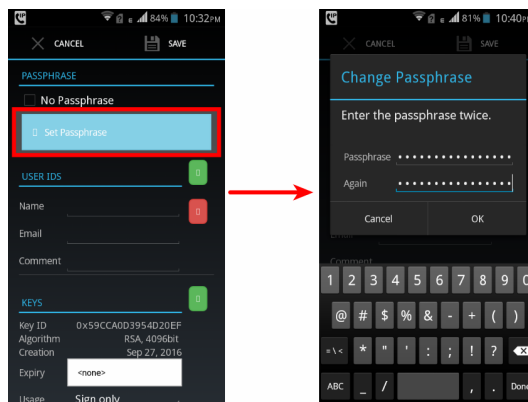 84% 10:32PM
CANCEL SAVE
PASSPHRASE
No Passphrase
Set Passphrase
USER IDS
Name
Email
Comment
KEYS
Key ID 0x59CCA0D3954D20EF
Algorithm RSA, 4096bit
Creation Sep 27, 2016
Expiry <none>
Usage Sign only
81% 10:40P
CANCEL SAVE
Change Passphrase
Enter the passphrase twice.
Passphrase
Again
Cancel OK
Email
Comment
1 2 3 4 5 6 7 8 9 0
@ # $ % & - + ( )
= \ < * " ' : ; ! ?
ABC _ / , . Done